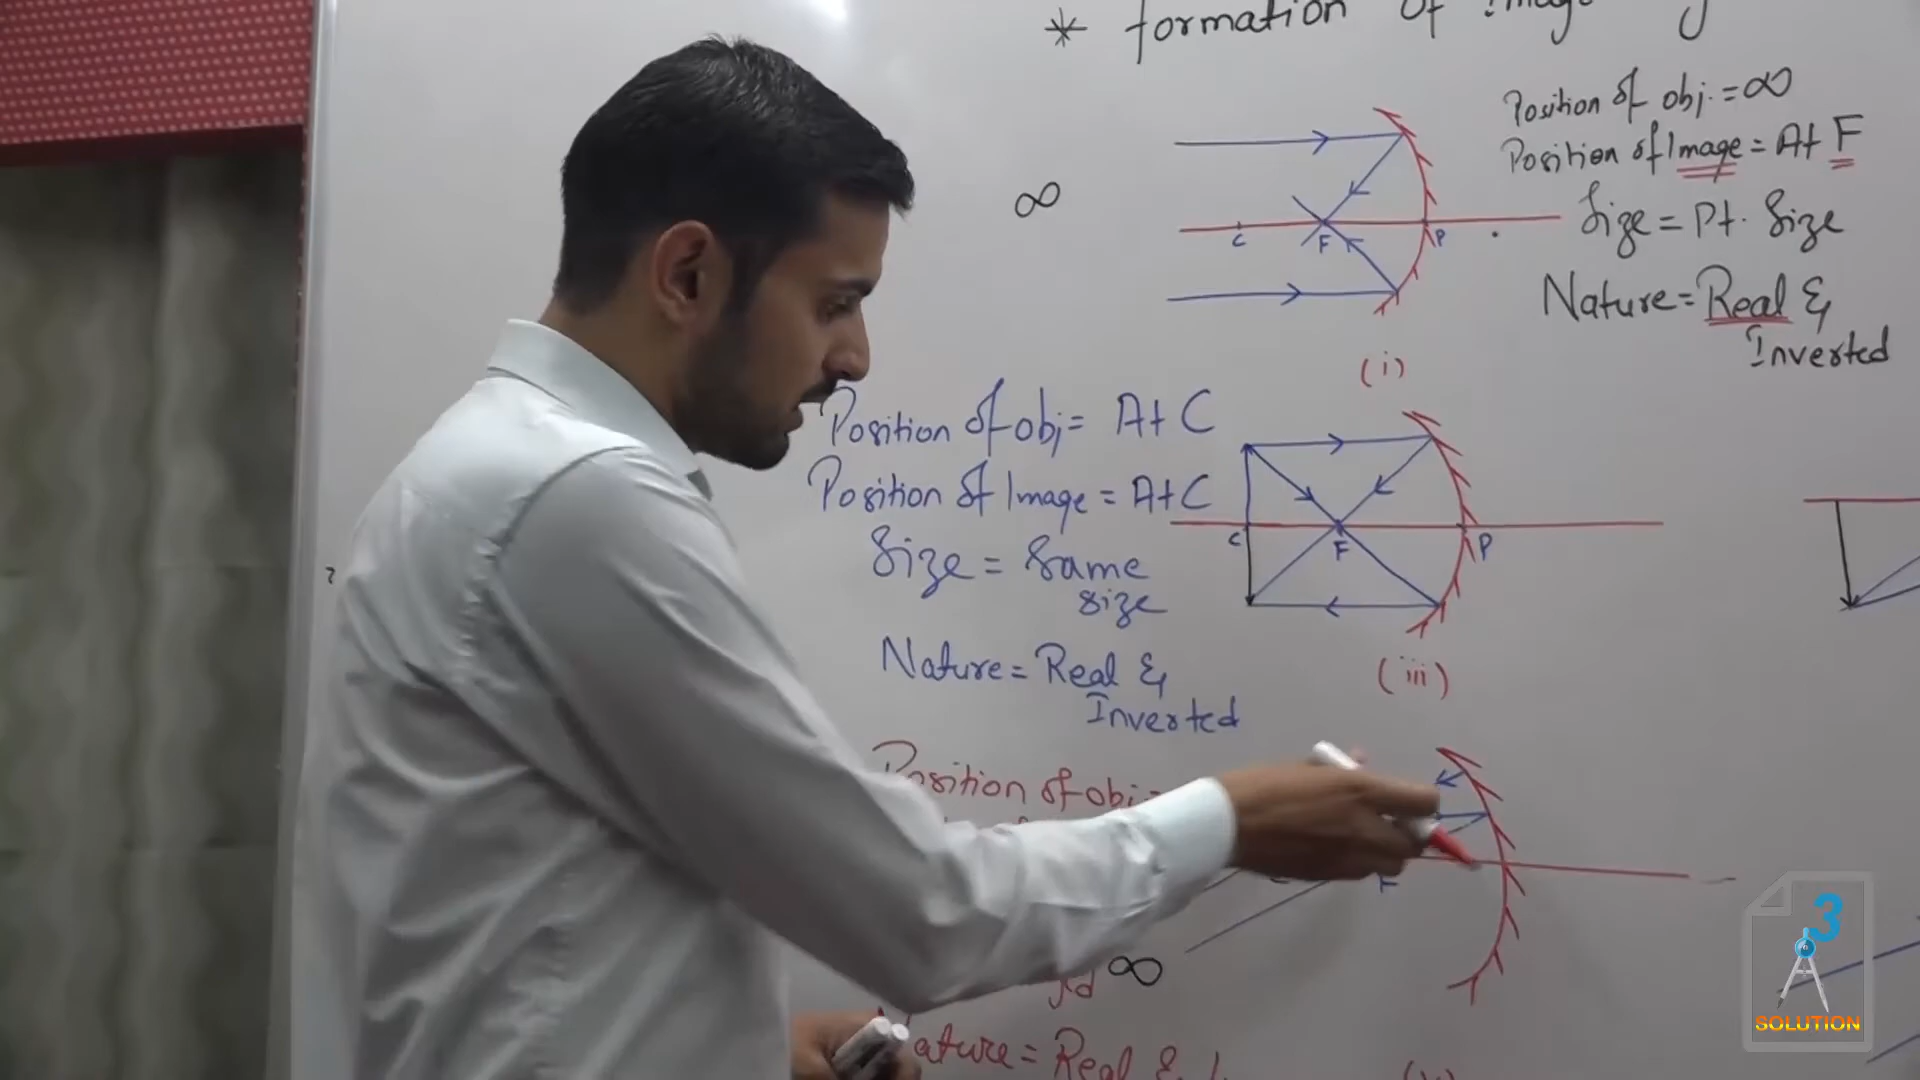 * formation of image
Position of obj. = ∞
Position of Image = At F
Size = Pt. Size
Nature = Real &
Inverted
∞
C F P
(i)
Position of obj = At C
Position of Image = At C
Size = Same
size
Nature = Real &
Inverted
C F P
(iii)
Position of obj =
F
∞
Nature = Real &
3
SOLUTION